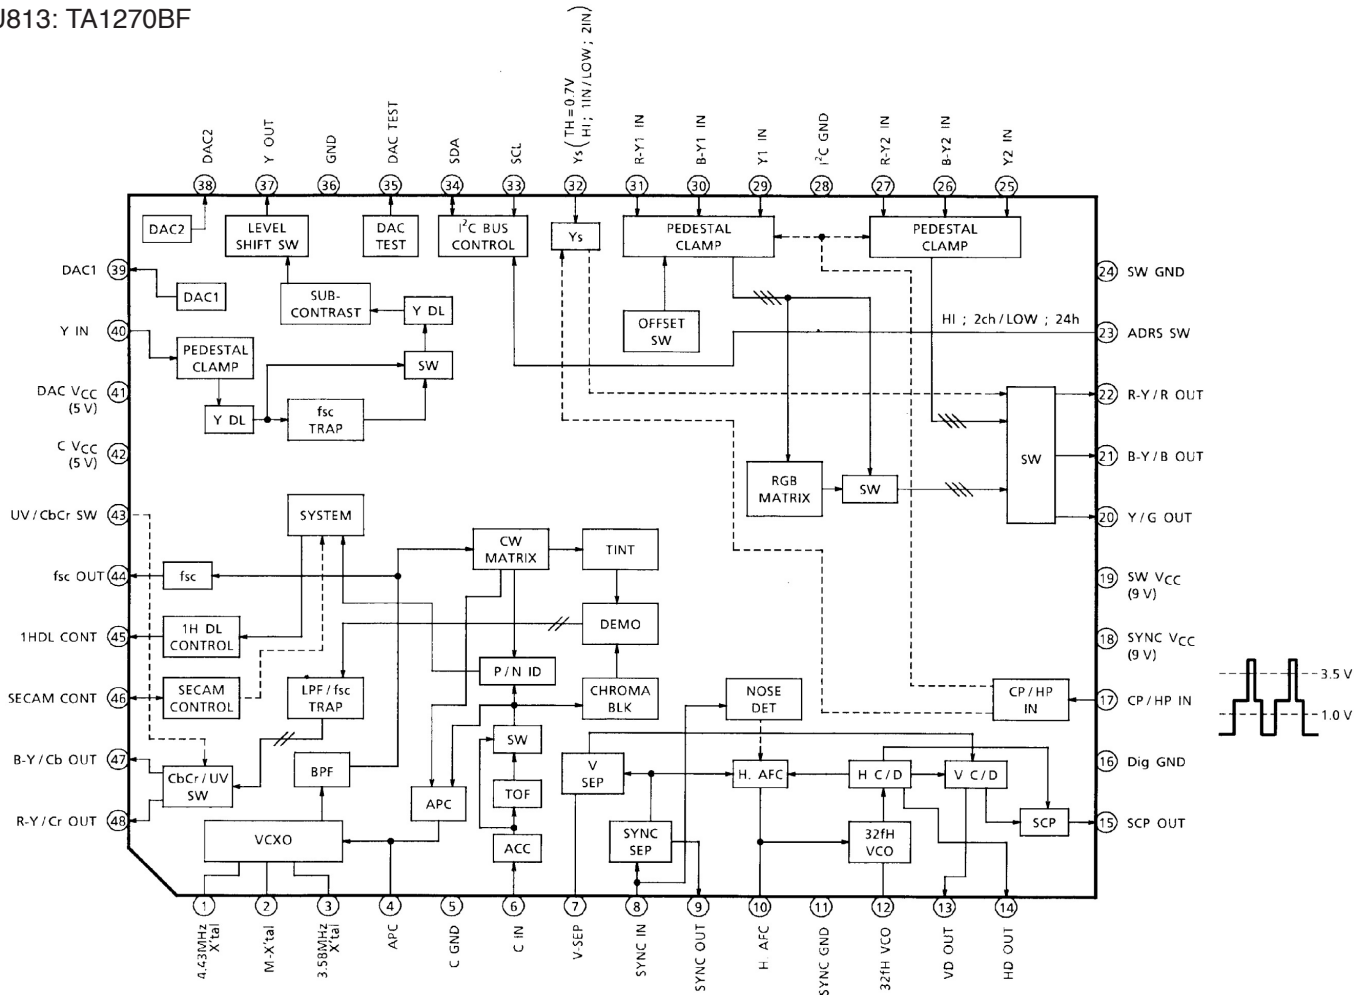 J813: TA1270BF
DAC2
Y OUT
GND
DAC TEST
SDA
SCL
Ys ( TH=0.7V
HI ; 1IN/LOW ; 2IN )
R-Y1 IN
B-Y1 IN
Y1 IN
I²C GND
R-Y2 IN
B-Y2 IN
Y2 IN
38
37
36
35
34
33
32
31
30
29
28
27
26
25
DAC2
LEVEL
SHIFT SW
DAC
TEST
I²C BUS
CONTROL
Ys
PEDESTAL
CLAMP
PEDESTAL
CLAMP
DAC1 39
DAC1
SUB-
CONTRAST
Y DL
OFFSET
SW
24 SW GND
HI ; 2ch/LOW ; 24h
23 ADRS SW
Y IN 40
PEDESTAL
CLAMP
SW
DAC VCC 41
(5 V)
Y DL
fsc
TRAP
22 R-Y/R OUT
C VCC 42
(5 V)
RGB
MATRIX
SW
SW
21 B-Y/B OUT
20 Y/G OUT
UV/CbCr SW 43
SYSTEM
CW
MATRIX
TINT
fsc OUT 44
fsc
19 SW VCC
(9 V)
1HDL CONT 45
1H DL
CONTROL
DEMO
18 SYNC VCC
(9 V)
P/N ID
SECAM CONT 46
SECAM
CONTROL
LPF/fsc
TRAP
CHROMA
BLK
NOSE
DET
CP/HP
IN
17 CP/HP IN
3.5 V
1.0 V
SW
B-Y/Cb OUT 47
CbCr/UV
SW
BPF
APC
TOF
V
SEP
H. AFC
H C/D
V C/D
16 Dig GND
R-Y/Cr OUT 48
VCXO
ACC
SYNC
SEP
32fH
VCO
SCP
15 SCP OUT
1
2
3
4
5
6
7
8
9
10
11
12
13
14
4.43MHz
X'tal
M-X'tal
3.58MHz
X'tal
APC
C GND
C IN
V-SEP
SYNC IN
SYNC OUT
H. AFC
SYNC GND
32fH VCO
VD OUT
HD OUT